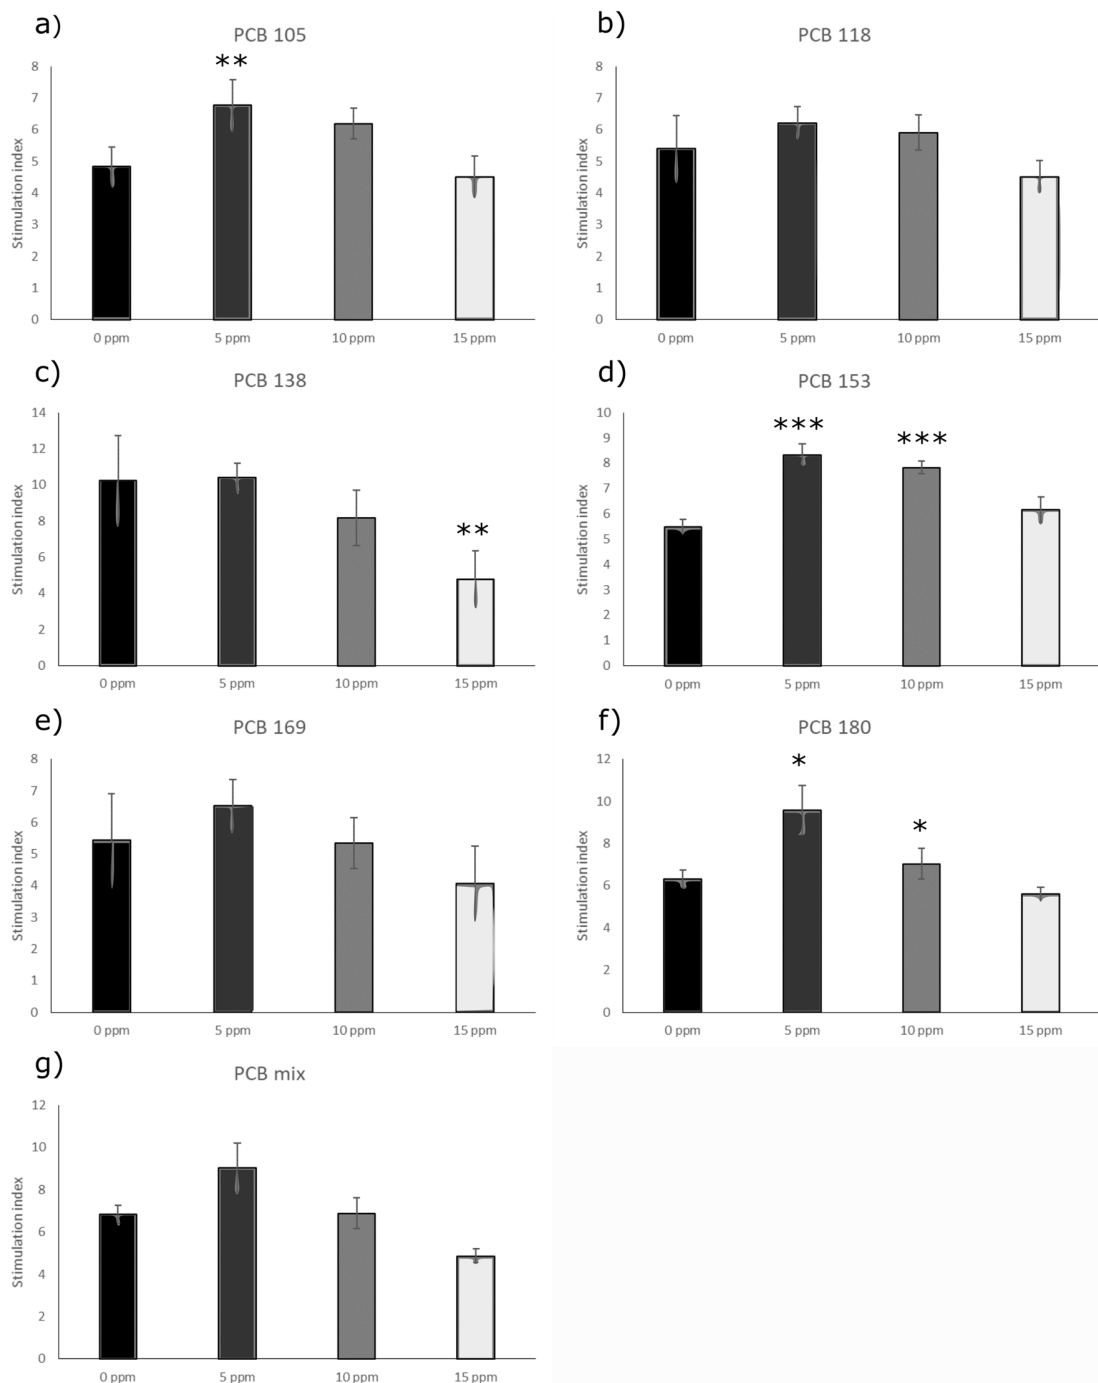 a)
PCB 105
**
8
7
6
5
4
3
2
1
0
Stimulation index
0 ppm 5 ppm 10 ppm 15 ppm
b)
PCB 118
8
7
6
5
4
3
2
1
0
Stimulation index
0 ppm 5 ppm 10 ppm 15 ppm
c)
PCB 138
14
12
10
8
6
4
2
0
**
Stimulation index
0 ppm 5 ppm 10 ppm 15 ppm
d)
PCB 153
10
9
8
7
6
5
4
3
2
1
0
*** ***
Stimulation index
0 ppm 5 ppm 10 ppm 15 ppm
e)
PCB 169
8
7
6
5
4
3
2
1
0
Stimulation index
0 ppm 5 ppm 10 ppm 15 ppm
f)
PCB 180
12
10
8
6
4
2
0
*
*
Stimulation index
0 ppm 5 ppm 10 ppm 15 ppm
g)
PCB mix
12
10
8
6
4
2
0
Stimulation index
0 ppm 5 ppm 10 ppm 15 ppm